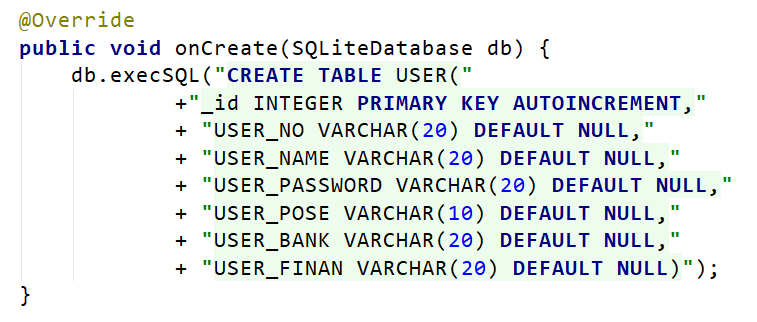 @Override
public void onCreate(SQLiteDatabase db) {
    db.execSQL("CREATE TABLE USER("
            +"_id INTEGER PRIMARY KEY AUTOINCREMENT,"
            + "USER_NO VARCHAR(20) DEFAULT NULL,"
            + "USER_NAME VARCHAR(20) DEFAULT NULL,"
            + "USER_PASSWORD VARCHAR(20) DEFAULT NULL,"
            + "USER_POSE VARCHAR(10) DEFAULT NULL,"
            + "USER_BANK VARCHAR(20) DEFAULT NULL,"
            + "USER_FINAN VARCHAR(20) DEFAULT NULL)");
}